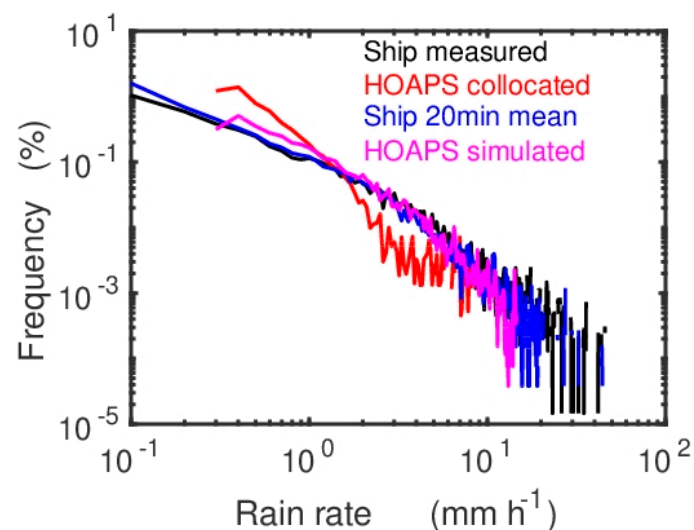 10^1
Ship measured
HOAPS collocated
Ship 20min mean
HOAPS simulated
10^-1
10^-3
10^-5
Frequency (%)
10^-1 10^0 10^1 10^2
Rain rate (mm h^-1)